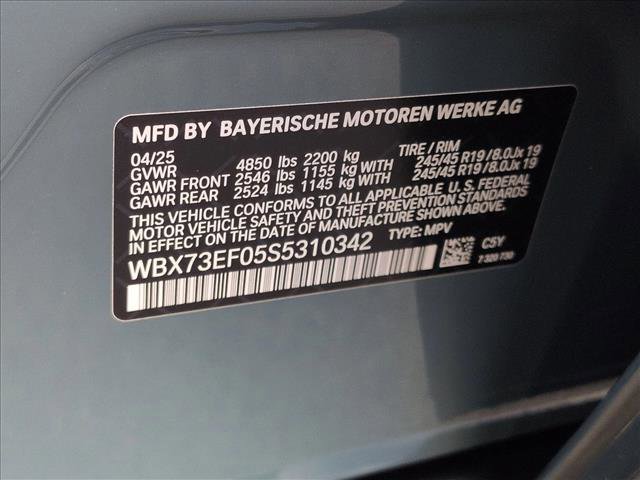 MFD BY BAYERISCHE MOTOREN WERKE AG
04/25 TIRE / RIM
GVWR 4850 lbs 2200 kg
GAWR FRONT 2546 lbs 1155 kg WITH 245/45 R19/8.0Jx 19
GAWR REAR 2524 lbs 1145 kg WITH 245/45 R19/8.0Jx 19
THIS VEHICLE CONFORMS TO ALL APPLICABLE U. S. FEDERAL
MOTOR VEHICLE SAFETY AND THEFT PREVENTION STANDARDS
IN EFFECT ON THE DATE OF MANUFACTURE SHOWN ABOVE.
WBX73EF05S5310342 TYPE: MPV
C5Y
7 320 730